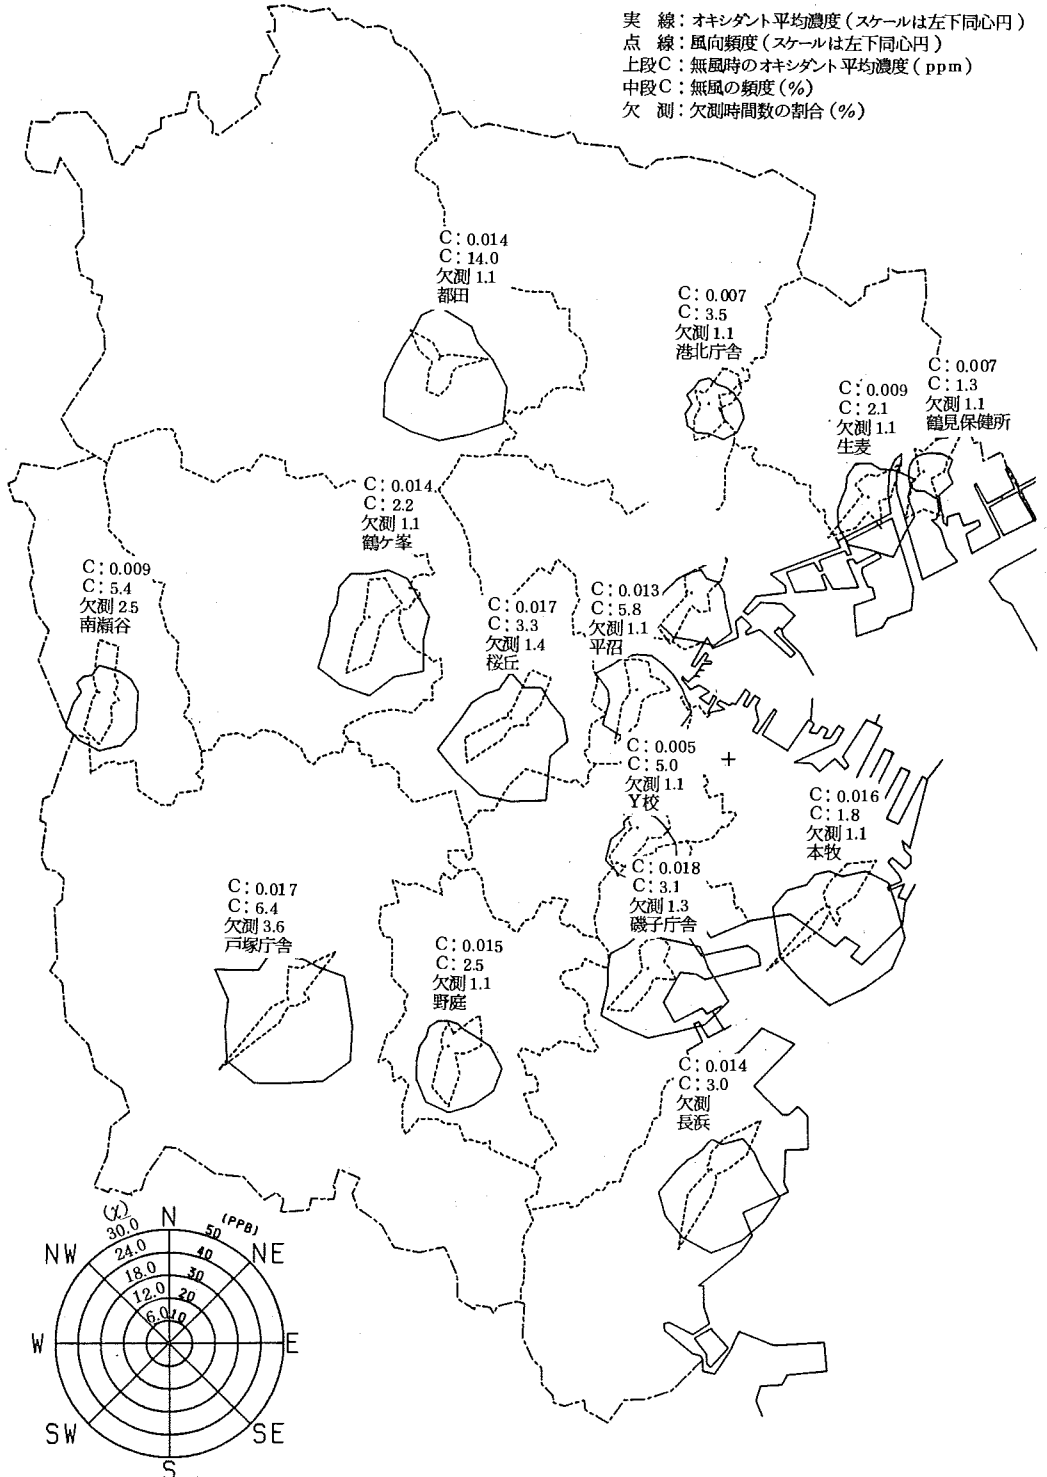 実 線：オキシダント平均濃度（スケールは左下同心円）
点 線：風向頻度（スケールは左下同心円）
上段C：無風時のオキシダント平均濃度（ppm）
中段C：無風の頻度（％）
欠 測：欠測時間数の割合（％）
C：0.014
C：14.0
欠測 1.1
都田
C：0.007
C：3.5
欠測 1.1
港北庁舎
C：0.007
C：1.3
欠測 1.1
鶴見保健所
C：0.009
C：2.1
欠測 1.1
生麦
C：0.014
C：2.2
欠測 1.1
鶴ケ峯
C：0.009
C：5.4
欠測 2.5
南瀬谷
C：0.017
C：3.3
欠測 1.4
桜丘
C：0.013
C：5.8
欠測 1.1
平沼
C：0.005
C：5.0
欠測 1.1
Y校
C：0.016
C：1.8
欠測 1.1
本牧
C：0.018
C：3.1
欠測 1.3
磯子庁舎
C：0.017
C：6.4
欠測 3.6
戸塚庁舎
C：0.015
C：2.5
欠測 1.1
野庭
C：0.014
C：3.0
欠測
長浜
N
NE
E
SE
S
SW
W
NW
(%)
30.0
24.0
18.0
12.0
6.0
(PPB)
50
40
30
20
10